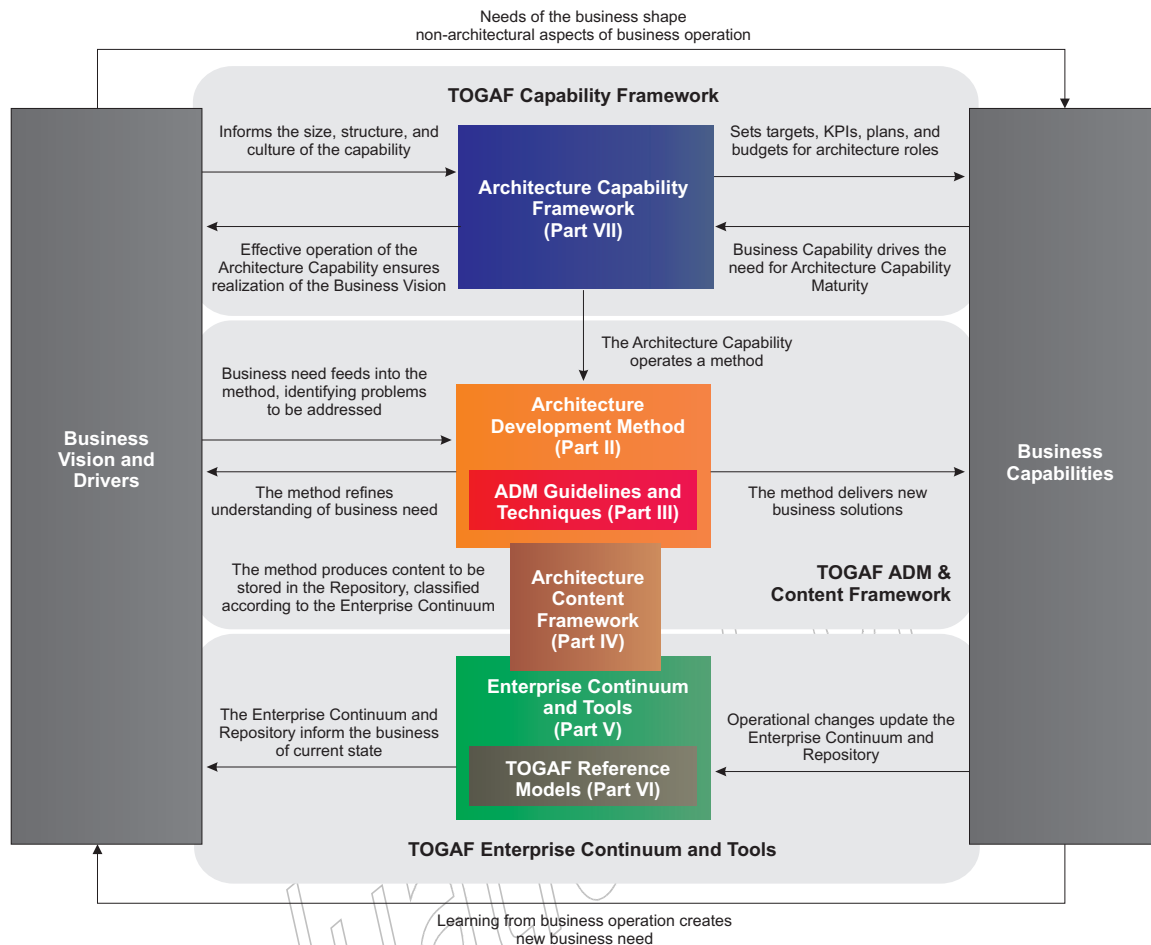 Needs of the business shape
non-architectural aspects of business operation
TOGAF Capability Framework
Informs the size, structure, and
culture of the capability
Architecture Capability
Framework
(Part VII)
Sets targets, KPIs, plans, and
budgets for architecture roles
Effective operation of the
Architecture Capability ensures
realization of the Business Vision
Business Capability drives the
need for Architecture Capability
Maturity
The Architecture Capability
operates a method
Business need feeds into the
method, identifying problems
to be addressed
Architecture
Development Method
(Part II)
Business
Vision and
Drivers
Business
Capabilities
ADM Guidelines and
Techniques (Part III)
The method refines
understanding of business need
The method delivers new
business solutions
The method produces content to be
stored in the Repository, classified
according to the Enterprise Continuum
Architecture
Content
Framework
(Part IV)
TOGAF ADM &
Content Framework
Enterprise Continuum
and Tools
(Part V)
The Enterprise Continuum and
Repository inform the business
of current state
Operational changes update the
Enterprise Continuum and
Repository
TOGAF Reference
Models (Part VI)
TOGAF Enterprise Continuum and Tools
Learning from business operation creates
new business need